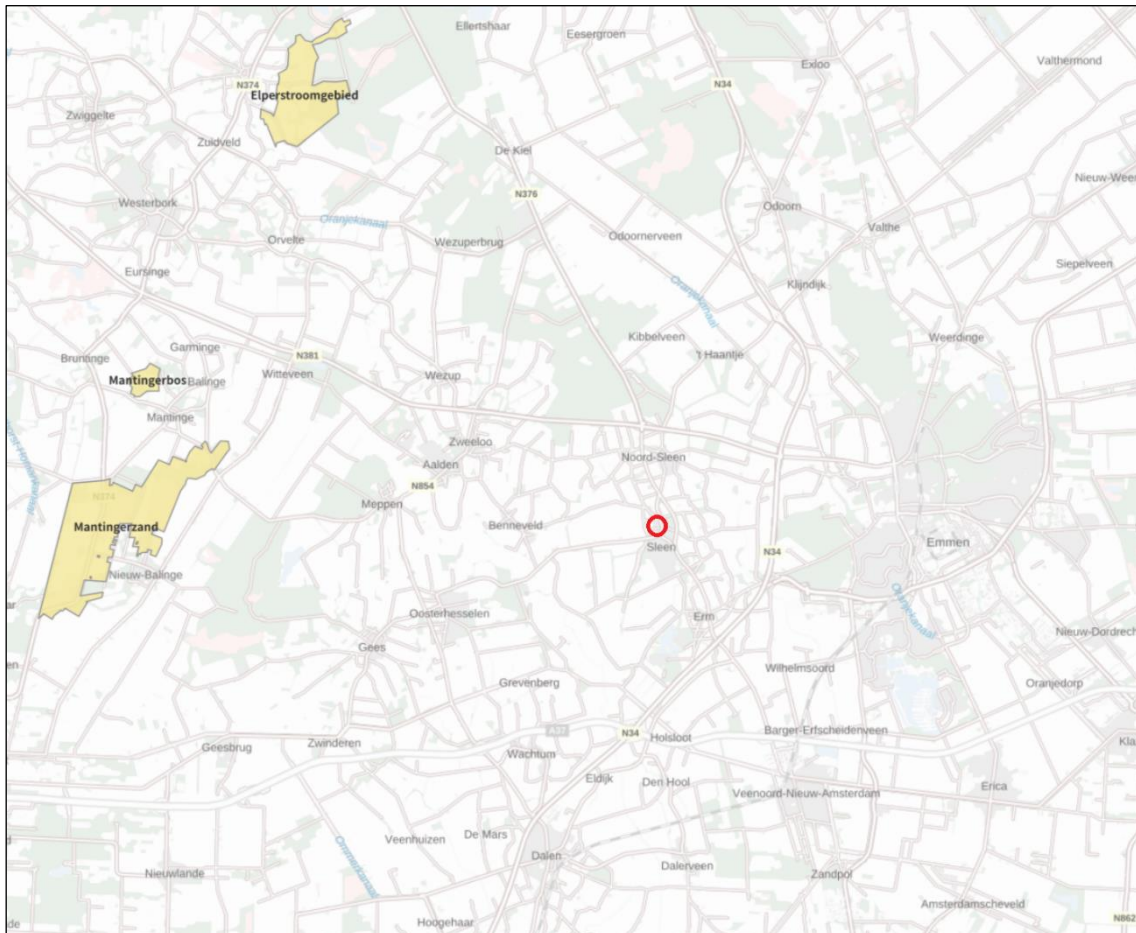 Ellertshaar
Eesergroen
Exloo
Valthermond
N374
N34
Elperstroomgebied
Zwiggelte
Zuidveld
De Kiel
Nieuw-Weer
N376
Westerbork
Odoorn
Oranjekanaal
Valthe
Orvelte
Wezuperbrug
Odoornerveen
Siepelveen
Eursinge
Oranjekanaal
Klijndijk
Kibbelveen
Weerdinge
Garminge
Bruntinge
N381
't Haantje
Mantingerbos
Balinge
Witteveen
Wezup
Mantinge
Zweeloo
Noord-Sleen
Aalden
N854
N374
Meppen
Mantingerzand
Benneveld
Sleen
Emmen
N34
Nieuw-Balinge
Oranjekanaal
Oosterhesselen
Erm
Nieuw-Dordrech
Gees
Wilhelmsoord
Grevenberg
Oranjedorp
Geesbrug
Zwinderen
A37
N34
Holsloot
Barger-Erfscheidenveen
Kla
Wachtum
Eldijk
Den Hool
Erica
Veenoord-Nieuw-Amsterdam
Veenhuizen
De Mars
Dalen
Dalerveen
Nieuwlande
Zandpol
Amsterdamscheveld
Hoogehaar
N862